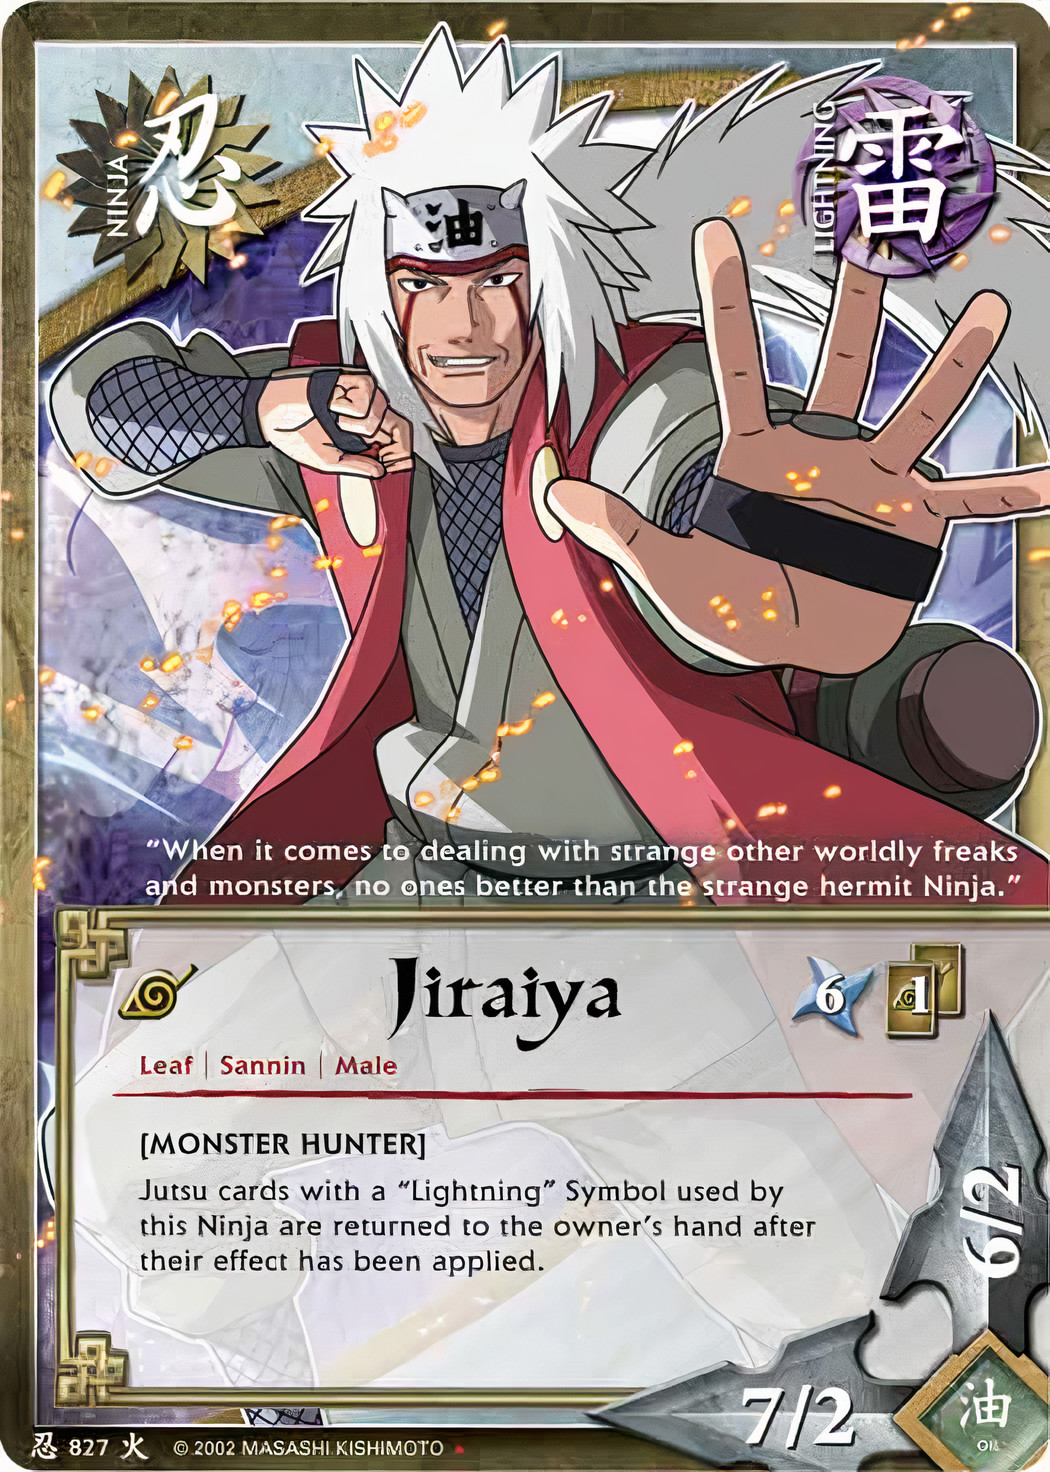 忍
NINJA
雷
LIGHTNING
油
"When it comes to dealing with strange other worldly freaks
and monsters, no ones better than the strange hermit Ninja."
Jiraiya
6
1
Leaf | Sannin | Male
[MONSTER HUNTER]
Jutsu cards with a "Lightning" Symbol used by
this Ninja are returned to the owner's hand after
their effect has been applied.
6/2
7/2
油
OIL
忍 827 火 © 2002 MASASHI KISHIMOTO